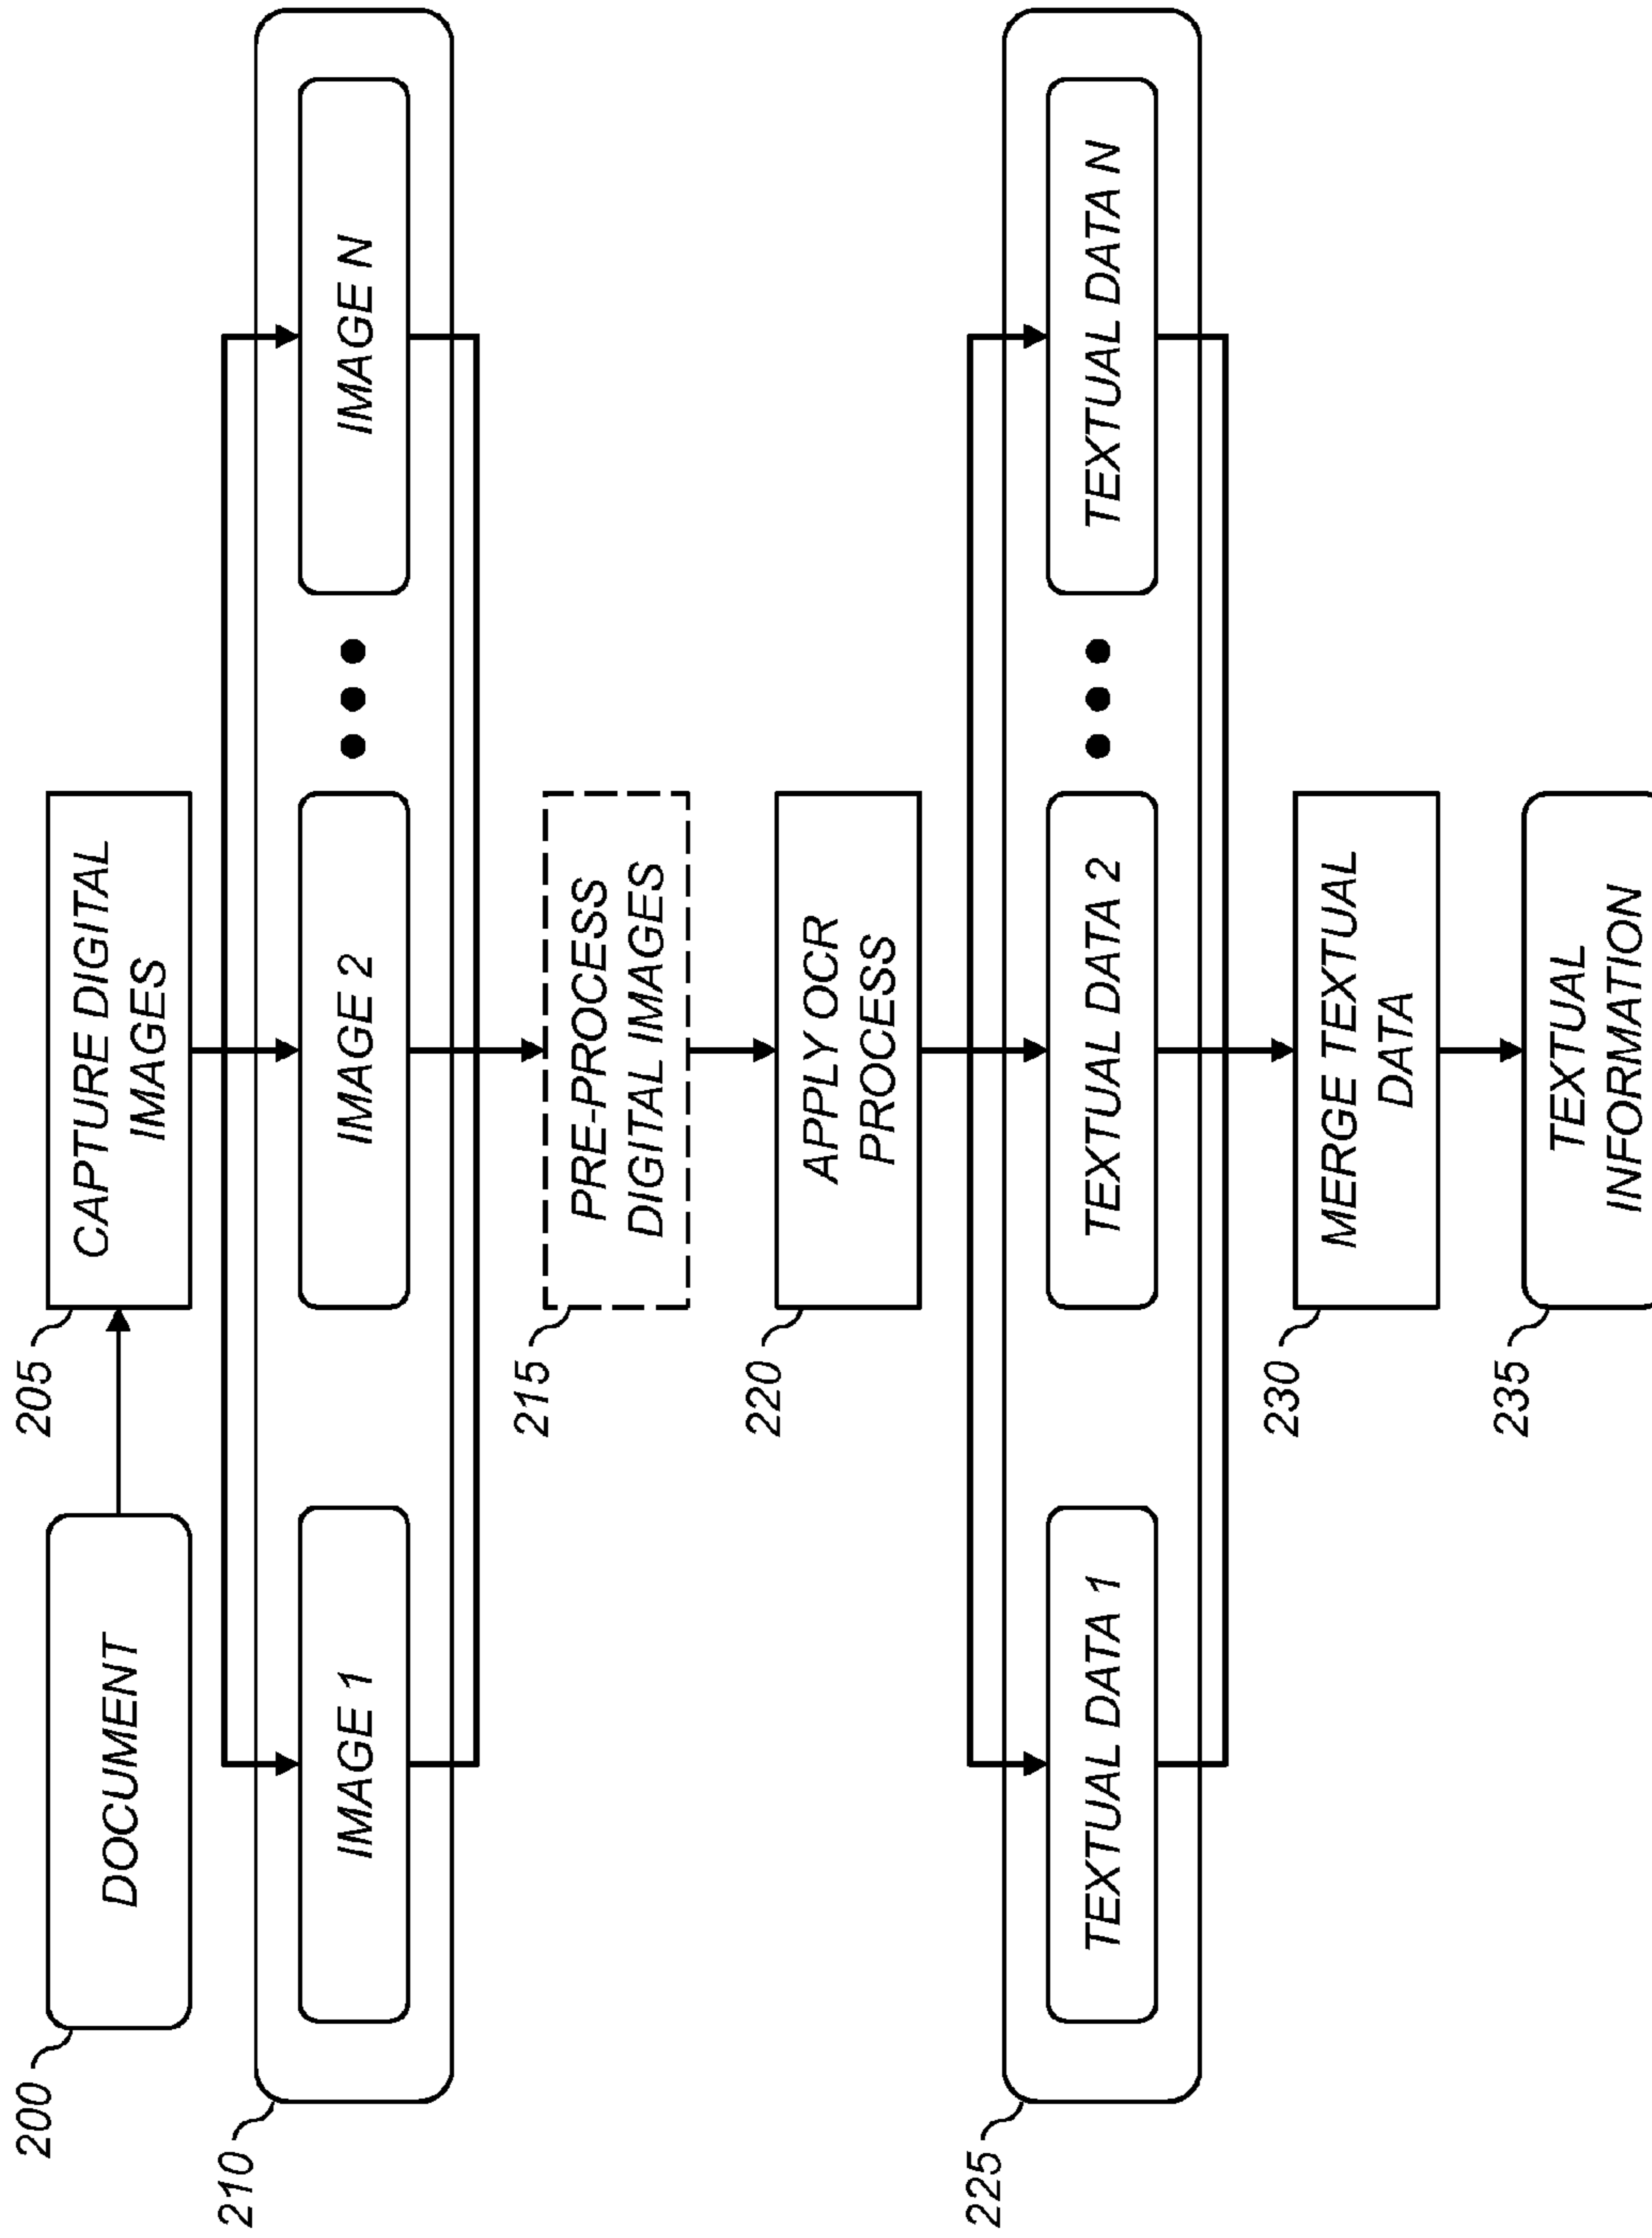 200
DOCUMENT
205
CAPTURE DIGITAL
IMAGES
210
IMAGE 1
IMAGE 2
IMAGE N
215
PRE-PROCESS
DIGITAL IMAGES
220
APPLY OCR
PROCESS
225
TEXTUAL DATA 1
TEXTUAL DATA 2
TEXTUAL DATA N
230
MERGE TEXTUAL
DATA
235
TEXTUAL
INFORMATION